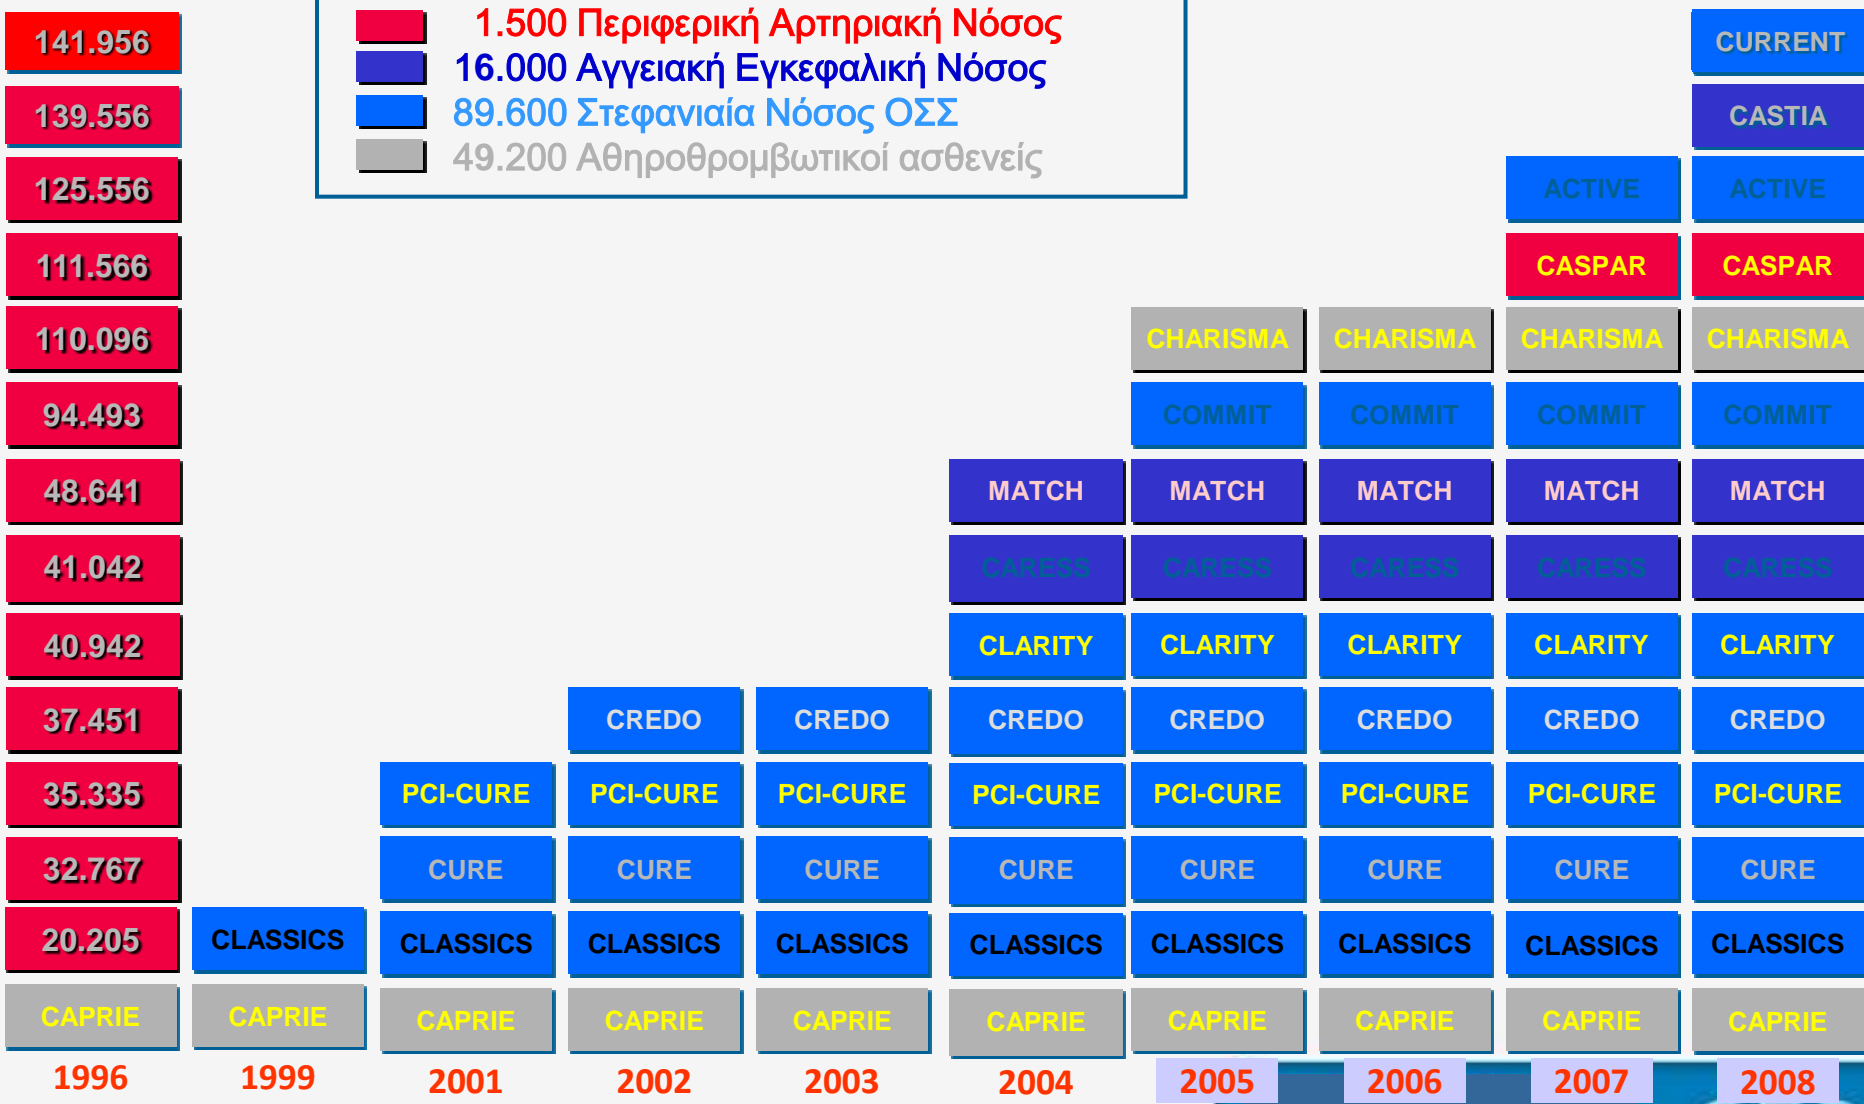 1.500 Περιφερική Αρτηριακή Νόσος
16.000 Αγγειακή Εγκεφαλική Νόσος
89.600 Στεφανιαία Νόσος ΟΣΣ
49.200 Αθηροθρομβωτικοί ασθενείς
141.956 CURRENT
139.556 CASTIA
125.556 ACTIVE ACTIVE
111.566 CASPAR CASPAR
110.096 CHARISMA CHARISMA CHARISMA CHARISMA
94.493 COMMIT COMMIT COMMIT COMMIT
48.641 MATCH MATCH MATCH MATCH MATCH
41.042 CARESS CARESS CARESS CARESS CARESS
40.942 CLARITY CLARITY CLARITY CLARITY CLARITY
37.451 CREDO CREDO CREDO CREDO CREDO CREDO CREDO
35.335 PCI-CURE PCI-CURE PCI-CURE PCI-CURE PCI-CURE PCI-CURE PCI-CURE PCI-CURE
32.767 CURE CURE CURE CURE CURE CURE CURE CURE
20.205 CLASSICS CLASSICS CLASSICS CLASSICS CLASSICS CLASSICS CLASSICS CLASSICS CLASSICS
CAPRIE CAPRIE CAPRIE CAPRIE CAPRIE CAPRIE CAPRIE CAPRIE CAPRIE CAPRIE
1996 1999 2001 2002 2003 2004 2005 2006 2007 2008